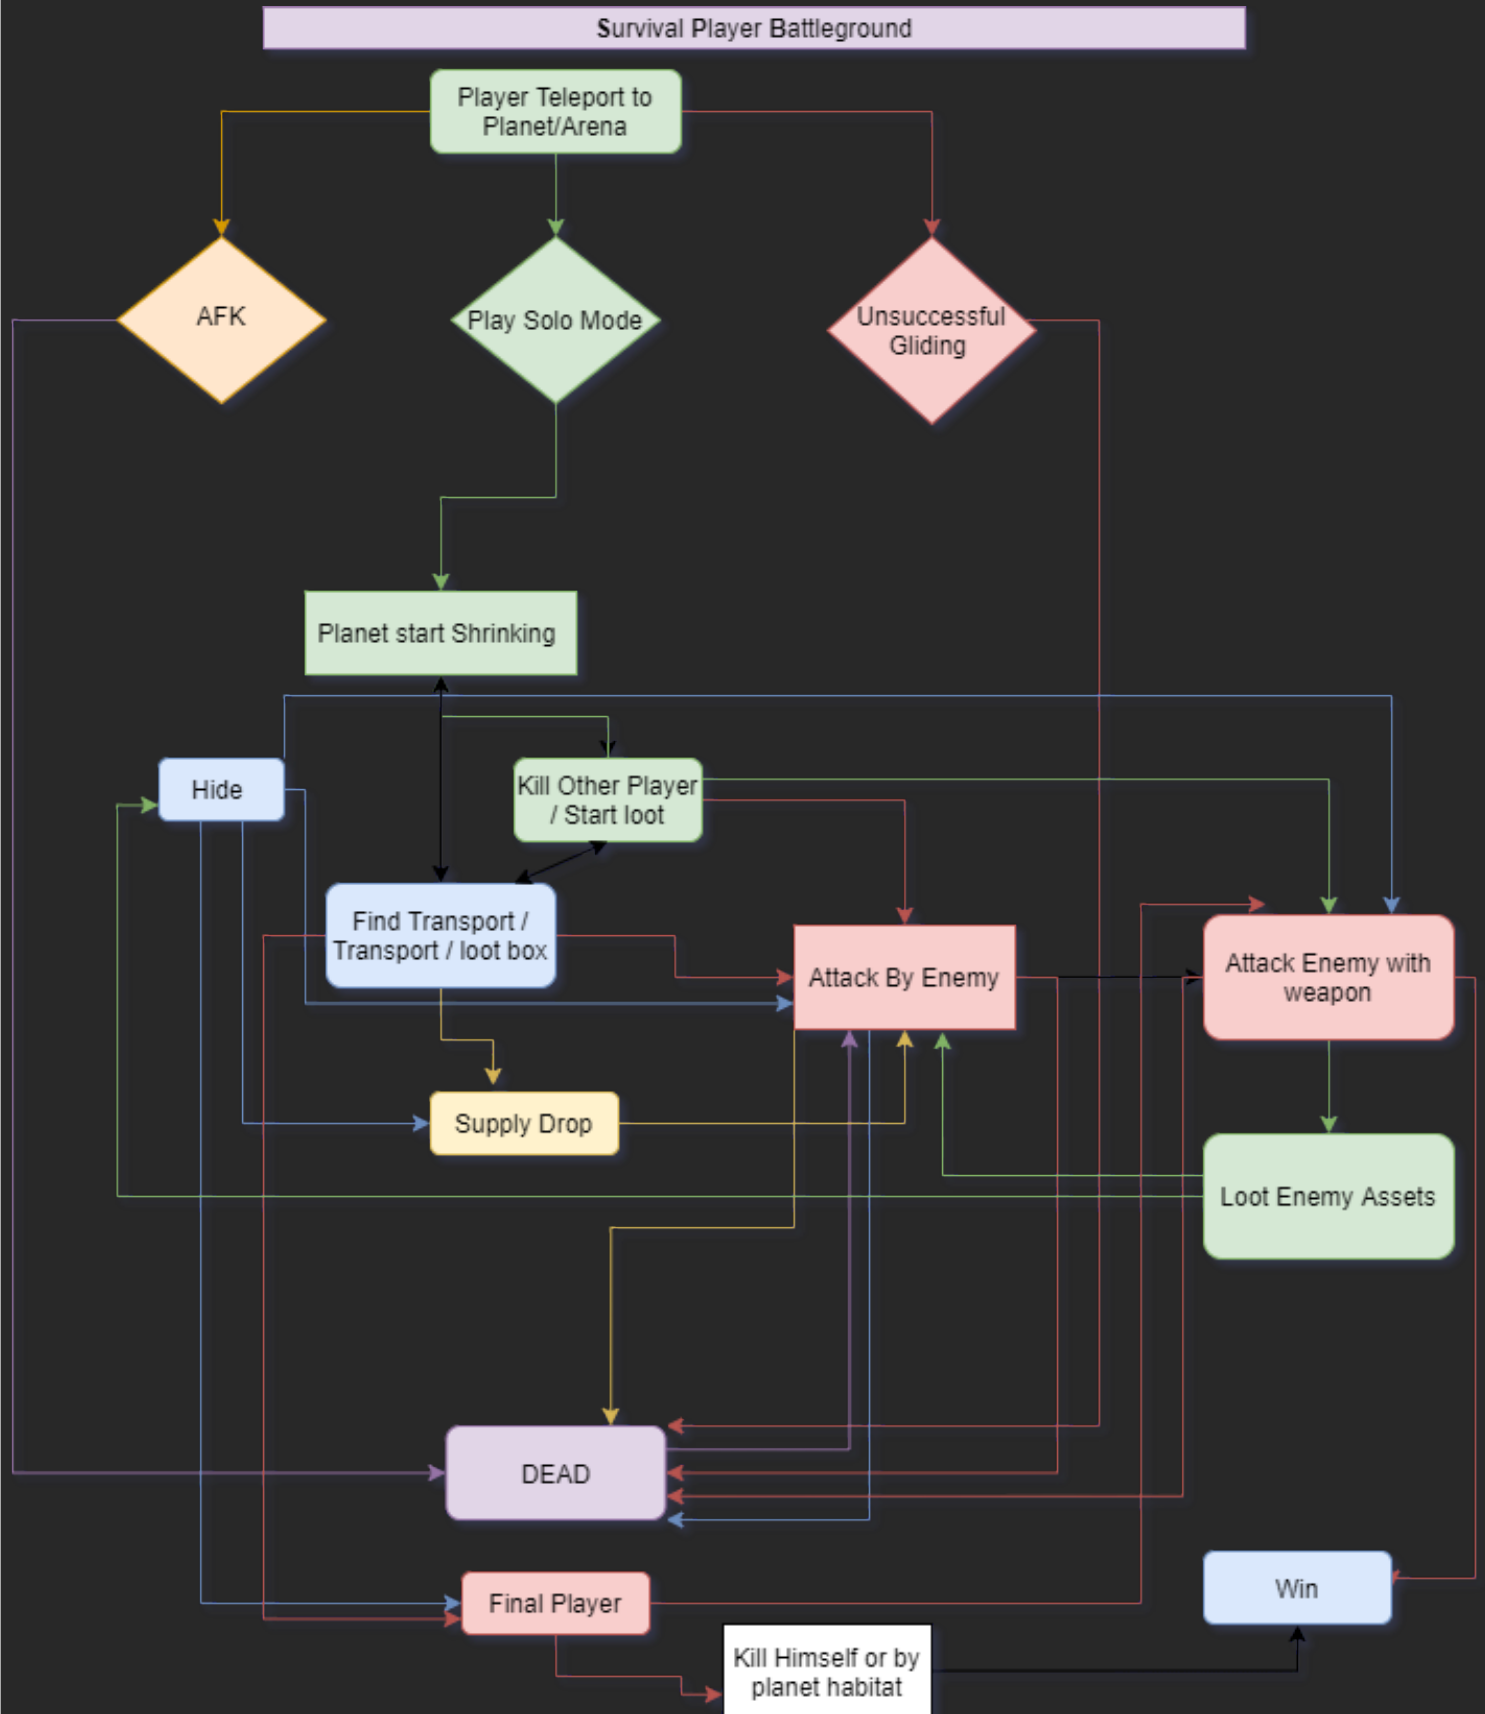 Survival Player Battleground
Player Teleport to
Planet/Arena
AFK
Play Solo Mode
Unsuccessful
Gliding
Planet start Shrinking
Hide
Kill Other Player
/ Start loot
Find Transport /
Transport / loot box
Attack By Enemy
Attack Enemy with
weapon
Supply Drop
Loot Enemy Assets
DEAD
Final Player
Win
Kill Himself or by
planet habitat